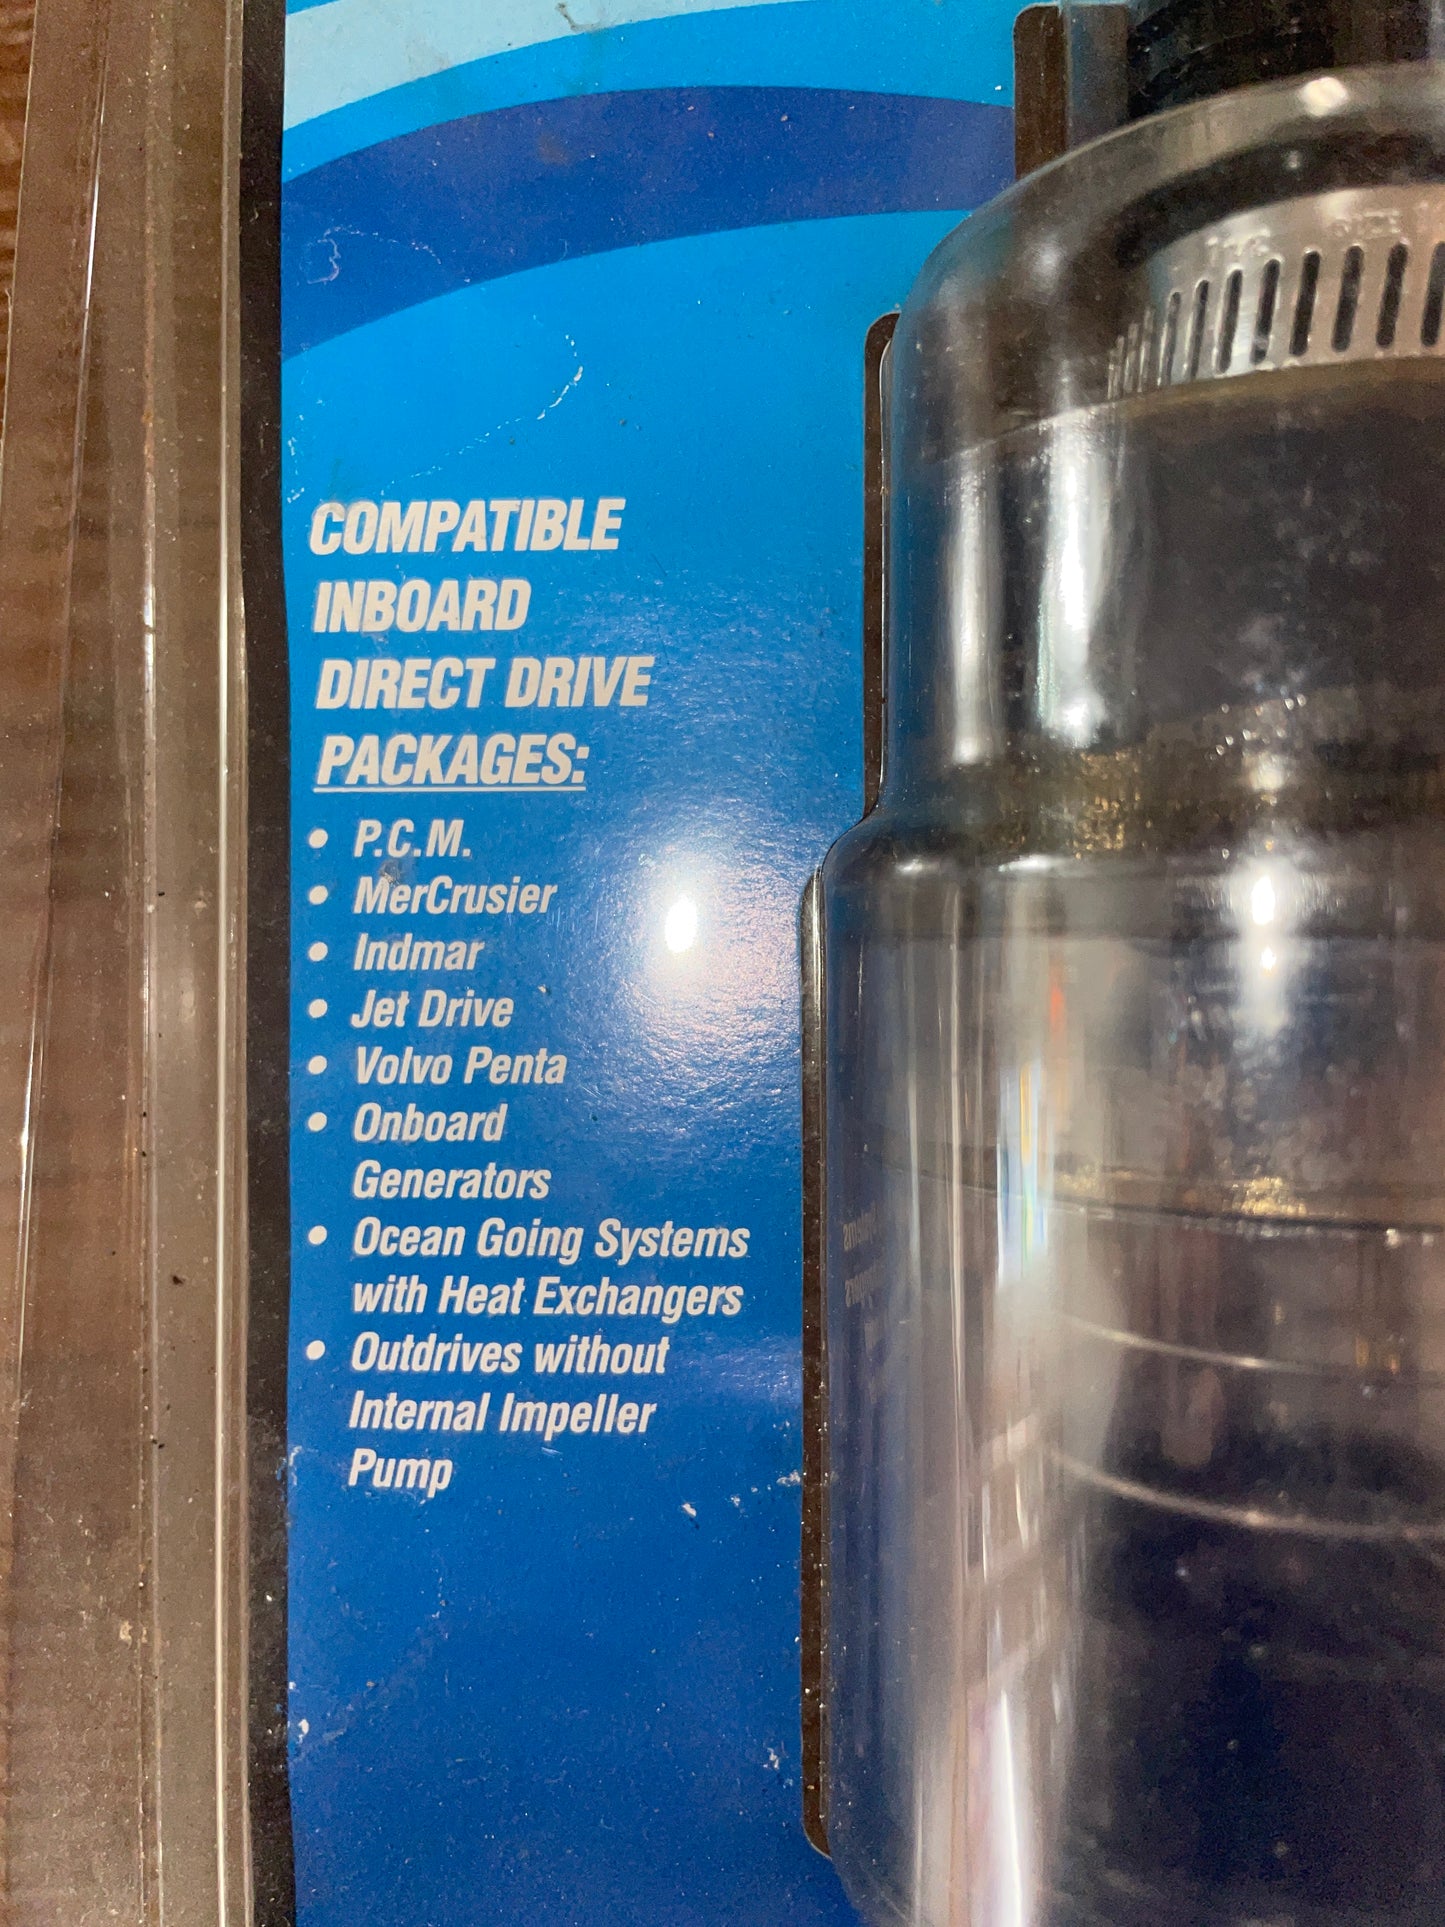 COMPATIBLE
INBOARD
DIRECT DRIVE
PACKAGES:
• P.C.M.
• MerCrusier
• Indmar
• Jet Drive
• Volvo Penta
• Onboard
Generators
• Ocean Going Systems
with Heat Exchangers
• Outdrives without
Internal Impeller
Pump
SIZE